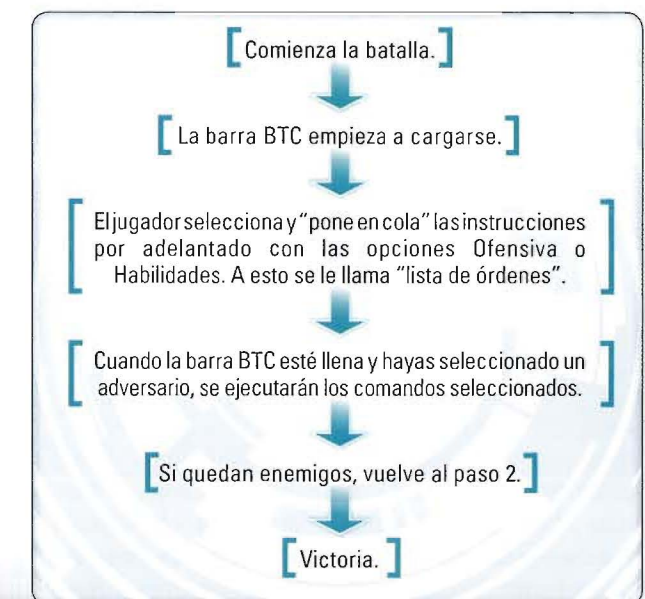 Comienza la batalla.
La barra BTC empieza a cargarse.
El jugador selecciona y "pone en cola" las instrucciones
por adelantado con las opciones Ofensiva o
Habilidades. A esto se le llama "lista de órdenes".
Cuando la barra BTC esté llena y hayas seleccionado un
adversario, se ejecutarán los comandos seleccionados.
Si quedan enemigos, vuelve al paso 2.
Victoria.